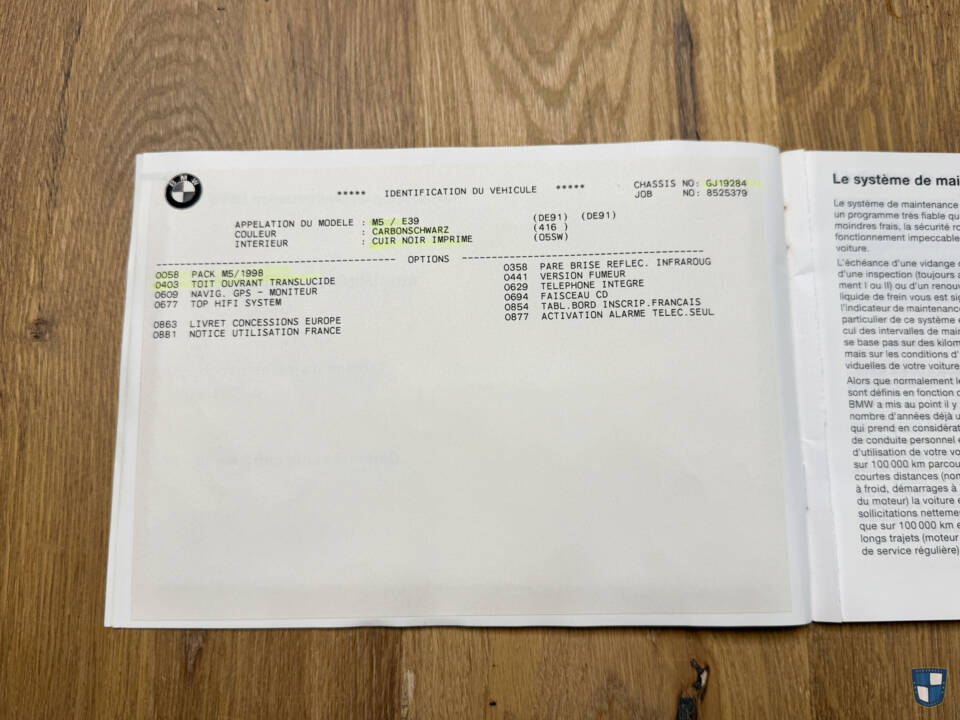 BMW
***** IDENTIFICATION DU VEHICULE *****
CHASSIS NO: GJ19284
JOB NO: 8525379
APPELATION DU MODELE : M5 / E39 (DE91) (DE91)
COULEUR : CARBONSCHWARZ (416 )
INTERIEUR : CUIR NOIR IMPRIME (O5SW)
OPTIONS
0058 PACK M5/1998
0403 TOIT OUVRANT TRANSLUCIDE
0609 NAVIG. GPS - MONITEUR
0677 TOP HIFI SYSTEM
0863 LIVRET CONCESSIONS EUROPE
0881 NOTICE UTILISATION FRANCE
0358 PARE BRISE REFLEC. INFRAROUG
0441 VERSION FUMEUR
0629 TELEPHONE INTEGRE
0694 FAISCEAU CD
0854 TABL.BORD INSCRIP.FRANCAIS
0877 ACTIVATION ALARME TELEC.SEUL
Le système de mai
Le système de maintenance
un programme très fiable qu
moindres frais, la sécurité ro
fonctionnement impeccable
voiture.
L'échéance d'une vidange d
d'une inspection (toujours a
ment I ou II) ou d'un renouv
liquide de frein vous est sig
l'indicateur de maintenance
particulier de ce système e
cul des intervalles de main
se base pas sur des kilom
mais sur les conditions d'
viduelles de votre voiture
Alors que normalement le
sont définis en fonction d
BMW a mis au point il y
nombre d'années déjà u
qui prend en considérat
de conduite personnel e
d'utilisation de votre vo
sur 100 000 km parcou
courtes distances (non
à froid, démarrages à
du moteur) la voiture e
sollicitations nettemen
que sur 100 000 km e
longs trajets (moteur
de service régulière)